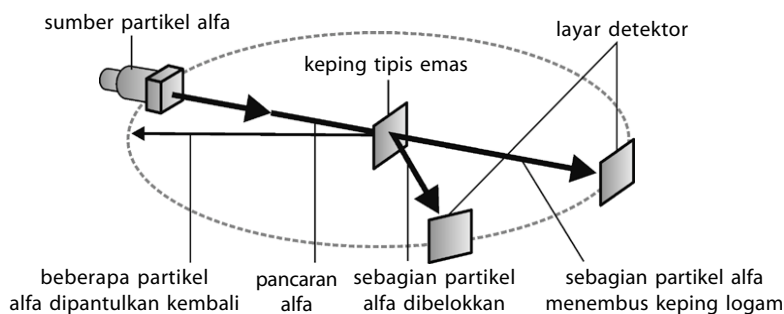 sumber partikel alfa
layar detektor
keping tipis emas
beberapa partikel
alfa dipantulkan kembali
pancaran
alfa
sebagian partikel
alfa dibelokkan
sebagian partikel alfa
menembus keping logam